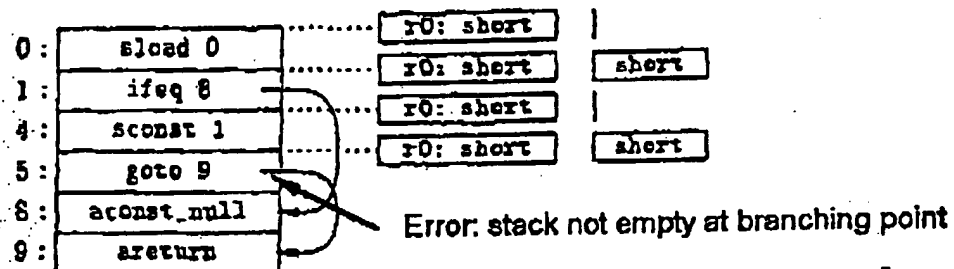 r0: short
0: sload 0
r0: short short
1: ifeq 8
r0: short
4: sconst 1
r0: short short
5: goto 9
8: aconst_null
Error: stack not empty at branching point
9: areturn